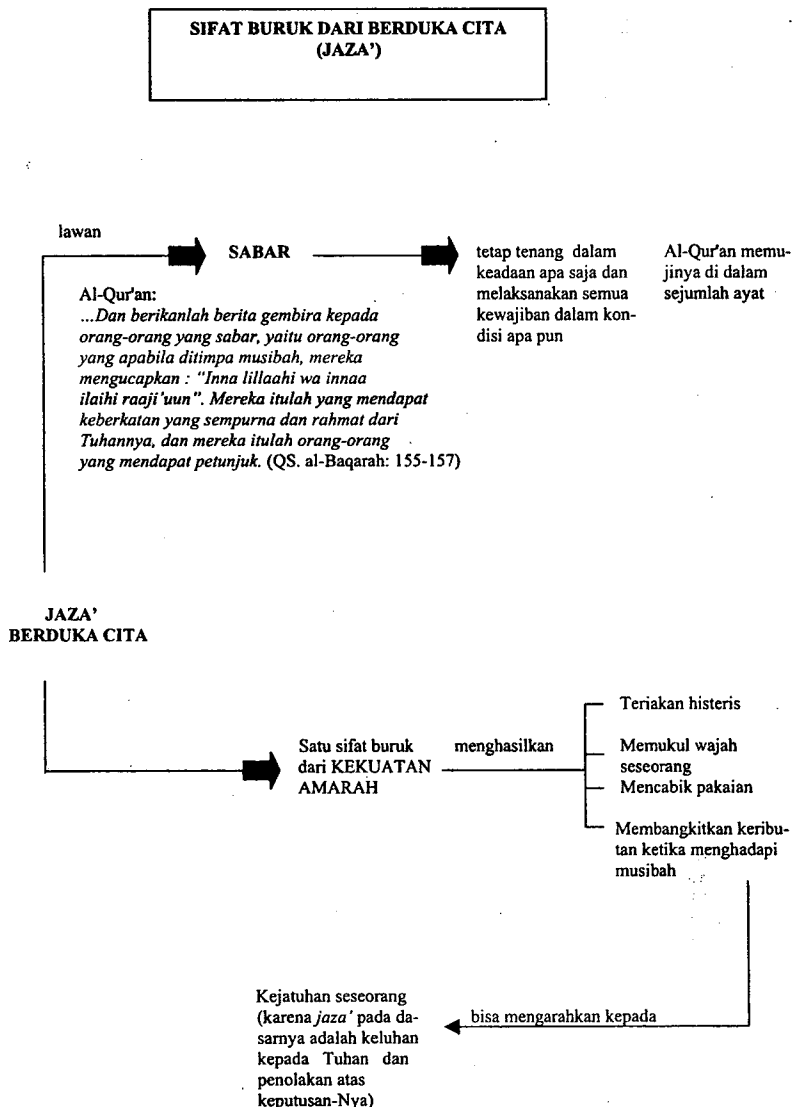 SIFAT BURUK DARI BERDUKA CITA
(JAZA’)
lawan
SABAR
tetap tenang dalam
keadaan apa saja dan
melaksanakan semua
kewajiban dalam kon-
disi apa pun
Al-Qur'an memu-
jinya di dalam
sejumlah ayat
Al-Qur'an:
...Dan berikanlah berita gembira kepada
orang-orang yang sabar, yaitu orang-orang
yang apabila ditimpa musibah, mereka
mengucapkan : “Inna lillaahi wa innaa
ilaihi raaji’uun”. Mereka itulah yang mendapat
keberkatan yang sempurna dan rahmat dari
Tuhannya, dan mereka itulah orang-orang
yang mendapat petunjuk. (QS. al-Baqarah: 155-157)
JAZA’
BERDUKA CITA
Satu sifat buruk
dari KEKUATAN
AMARAH
menghasilkan
Teriakan histeris
Memukul wajah
seseorang
Mencabik pakaian
Membangkitkan keribu-
tan ketika menghadapi
musibah
bisa mengarahkan kepada
Kejatuhan seseorang
(karena jaza’ pada da-
sarnya adalah keluhan
kepada Tuhan dan
penolakan atas
keputusan-Nya)